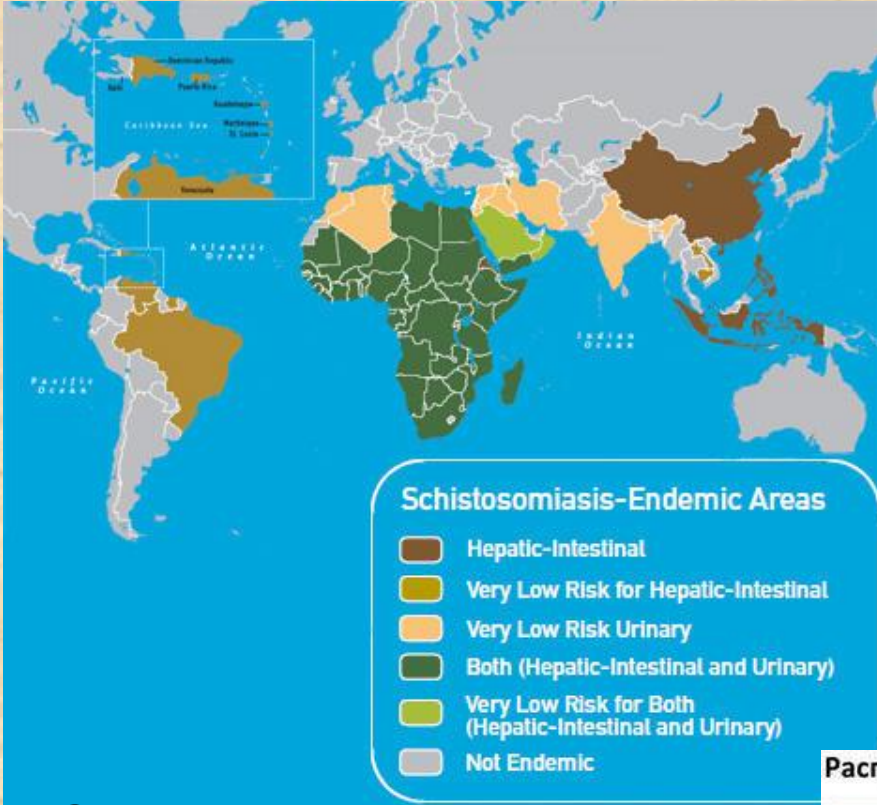 Dominican Republic
Haiti
Puerto Rico
Guadeloupe
Caribbean Sea
Martinique
St. Lucia
Venezuela
Atlantic
Ocean
Pacific
Ocean
Indian
Ocean
Schistosomiasis-Endemic Areas
Hepatic-Intestinal
Very Low Risk for Hepatic-Intestinal
Very Low Risk Urinary
Both (Hepatic-Intestinal and Urinary)
Very Low Risk for Both
(Hepatic-Intestinal and Urinary)
Not Endemic